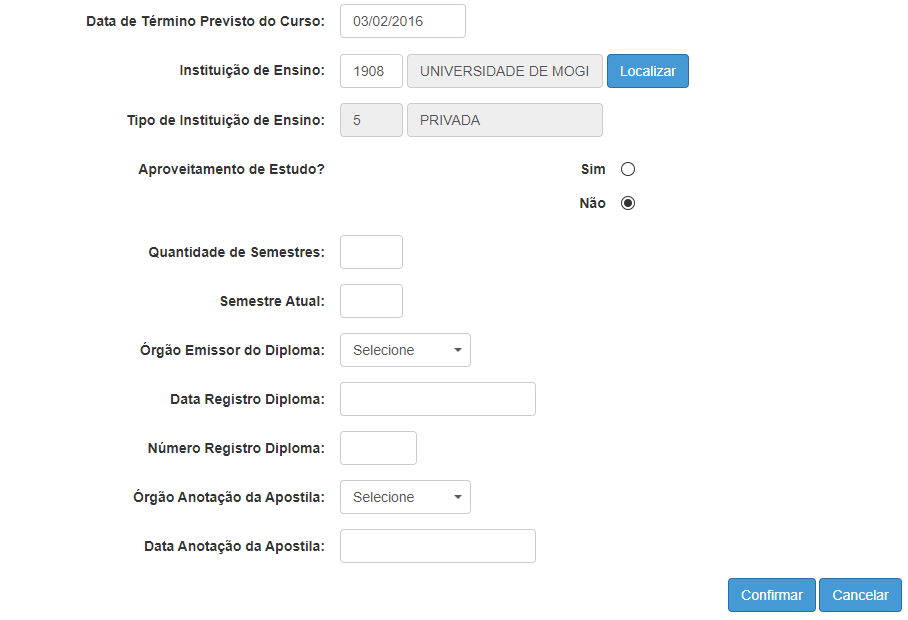 Data de Término Previsto do Curso: 03/02/2016
Instituição de Ensino: 1908 UNIVERSIDADE DE MOGI Localizar
Tipo de Instituição de Ensino: 5 PRIVADA
Aproveitamento de Estudo? Sim
Não
Quantidade de Semestres:
Semestre Atual:
Órgão Emissor do Diploma: Selecione
Data Registro Diploma:
Número Registro Diploma:
Órgão Anotação da Apostila: Selecione
Data Anotação da Apostila:
Confirmar Cancelar